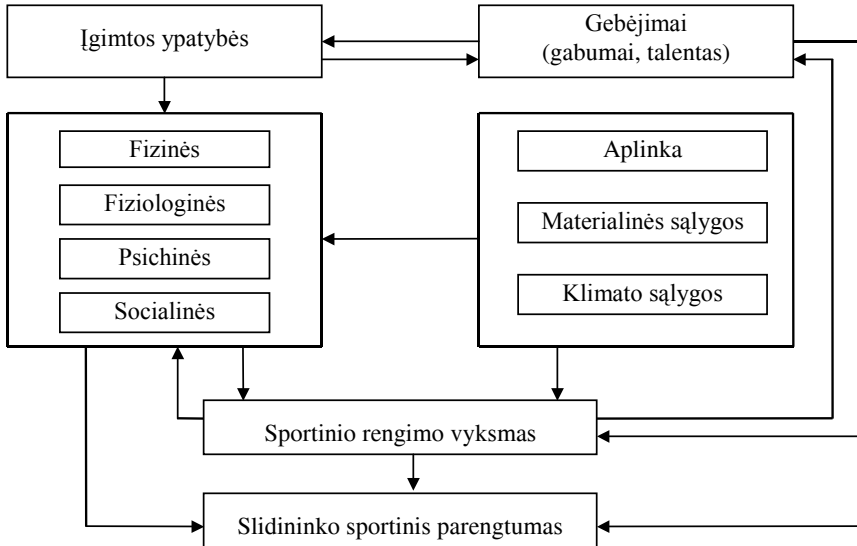 Įgimtos ypatybės
Gebėjimai
(gabumai, talentas)
Fizinės
Fiziologinės
Psichinės
Socialinės
Aplinka
Materialinės sąlygos
Klimato sąlygos
Sportinio rengimo vyksmas
Slidininko sportinis parengtumas